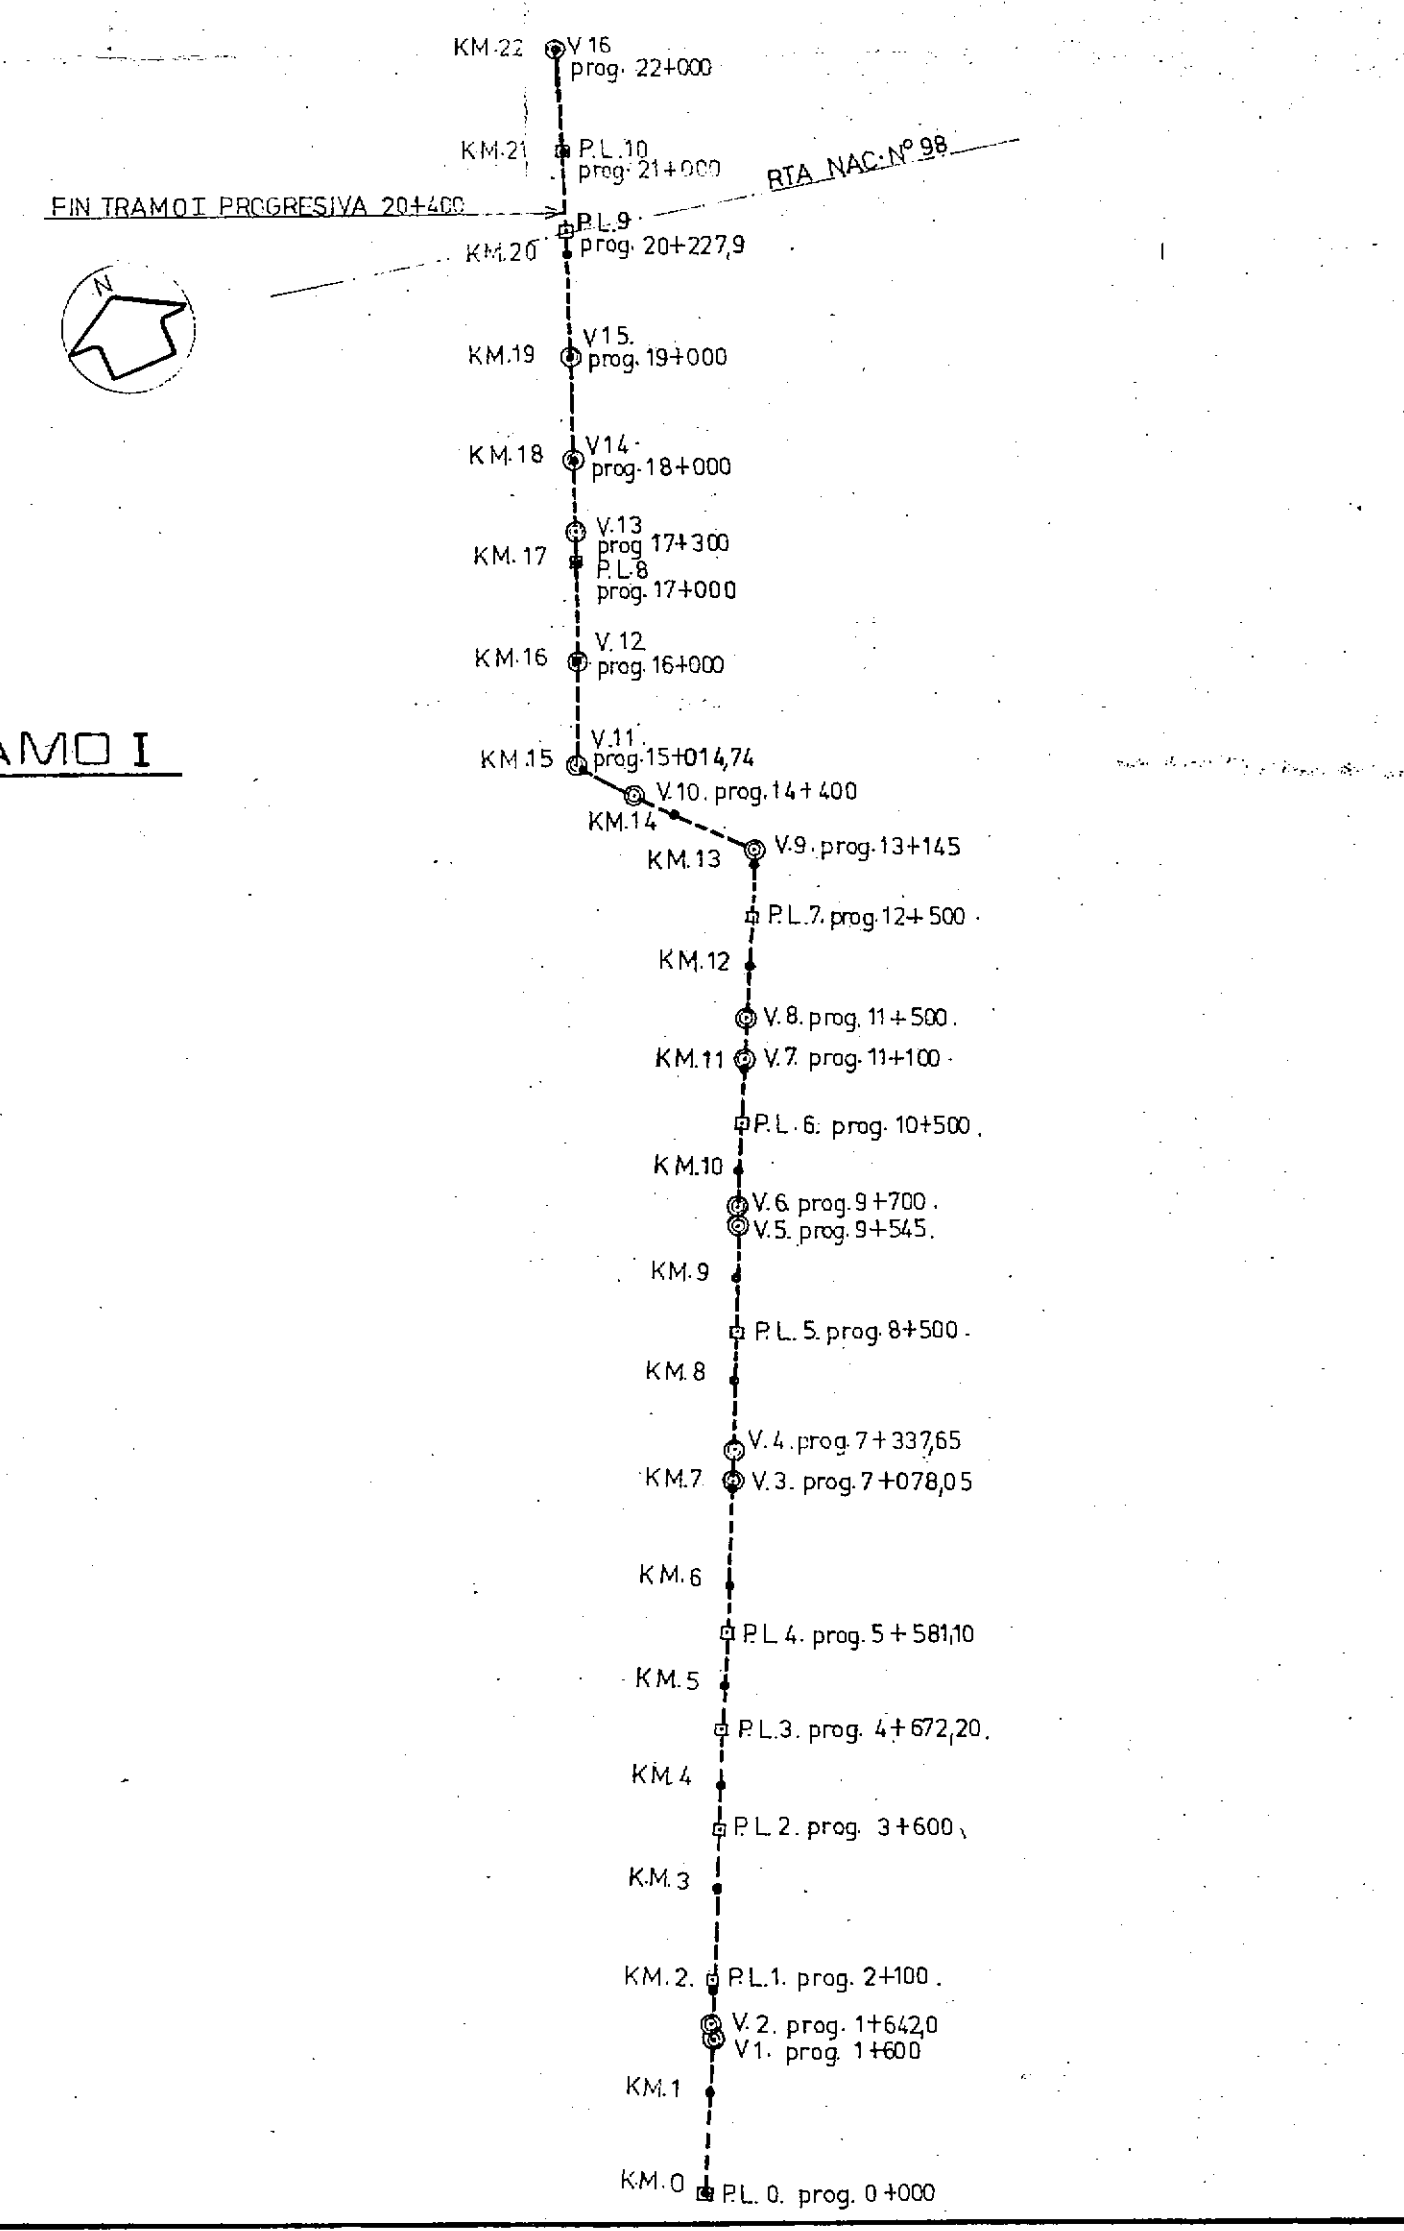 KM.22
V16
prog. 22+000
KM.21
P.L.10
prog. 21+000
RTA NAC. Nº 98
FIN TRAMO I PROGRESIVA 20+400
P.L.9
KM.20
prog. 20+227,9
N
V15.
KM.19
prog. 19+000
V14.
KM.18
prog. 18+000
V.13
prog 17+300
KM.17
P.L.8
prog. 17+000
V.12
KM.16
prog. 16+000
AMO I
V.11.
KM.15
prog. 15+014,74
V.10. prog. 14+400
KM.14
V.9. prog. 13+145
KM.13
P.L.7. prog. 12+500
KM.12
V.8. prog. 11+500.
KM.11
V.7. prog. 11+100
P.L.6. prog. 10+500.
KM.10
V.6. prog. 9+700.
V.5. prog. 9+545.
KM.9
P.L.5. prog. 8+500.
KM.8
V.4. prog. 7+337,65
KM.7
V.3. prog. 7+078,05
KM.6
P.L.4. prog. 5+581,10
KM.5
P.L.3. prog. 4+672,20.
KM.4
P.L.2. prog. 3+600
KM.3
KM.2.
P.L.1. prog. 2+100.
V.2. prog. 1+642,0
V1. prog. 1+600
KM.1
KM.0
P.L.0. prog. 0+000